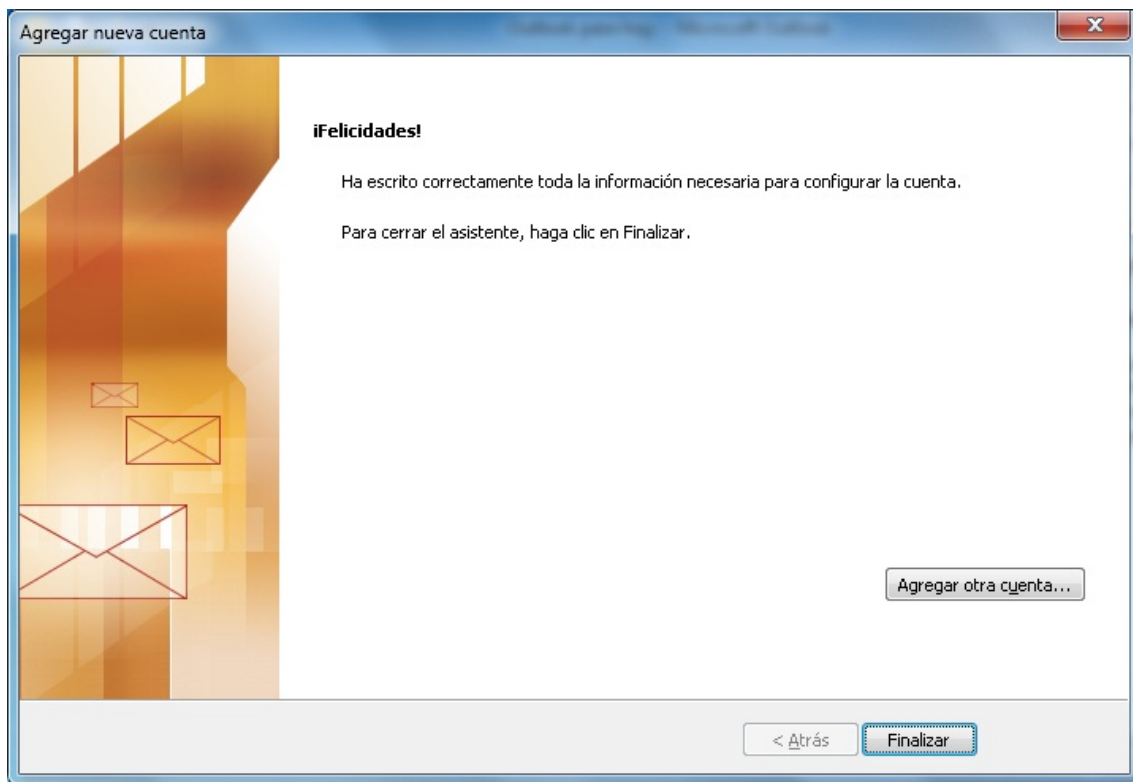 Agregar nueva cuenta
¡Felicidades!
Ha escrito correctamente toda la información necesaria para configurar la cuenta.
Para cerrar el asistente, haga clic en Finalizar.
Agregar otra cuenta...
< Atrás
Finalizar